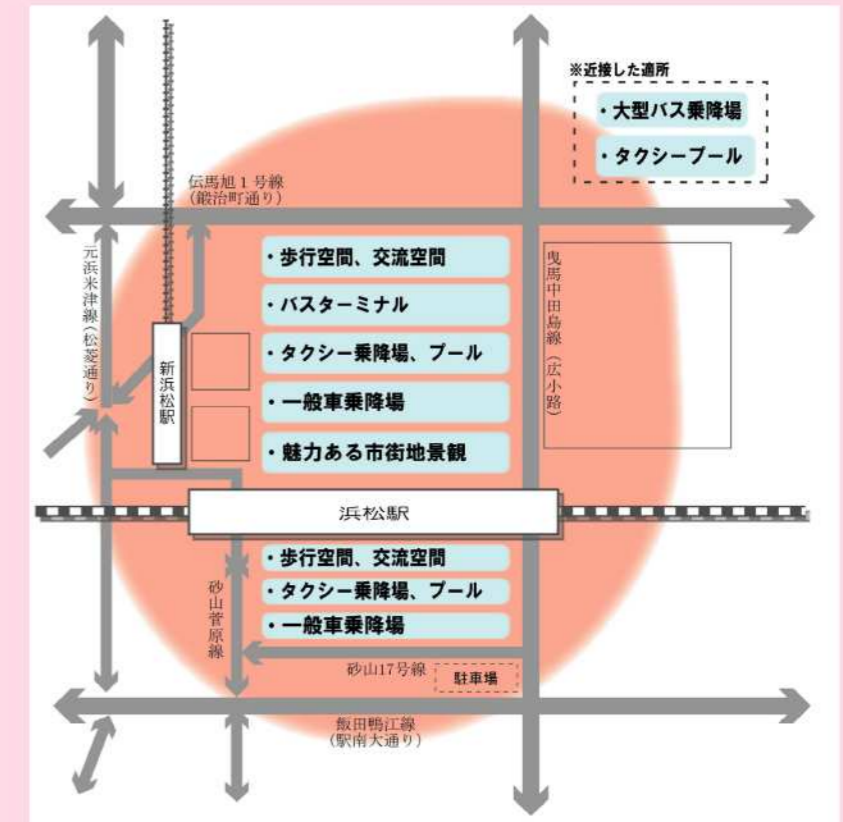 ※近接した適所
・大型バス乗降場
・タクシープール
伝馬旭１号線
(鍛治町通り)
元浜米津線(松菱通り)
・歩行空間、交流空間
曳馬中田島線(広小路)
・バスターミナル
・タクシー乗降場、プール
新浜松駅
・一般車乗降場
・魅力ある市街地景観
浜松駅
・歩行空間、交流空間
・タクシー乗降場、プール
砂山菅原線
・一般車乗降場
砂山17号線
駐車場
飯田鴨江線
(駅南大通り)